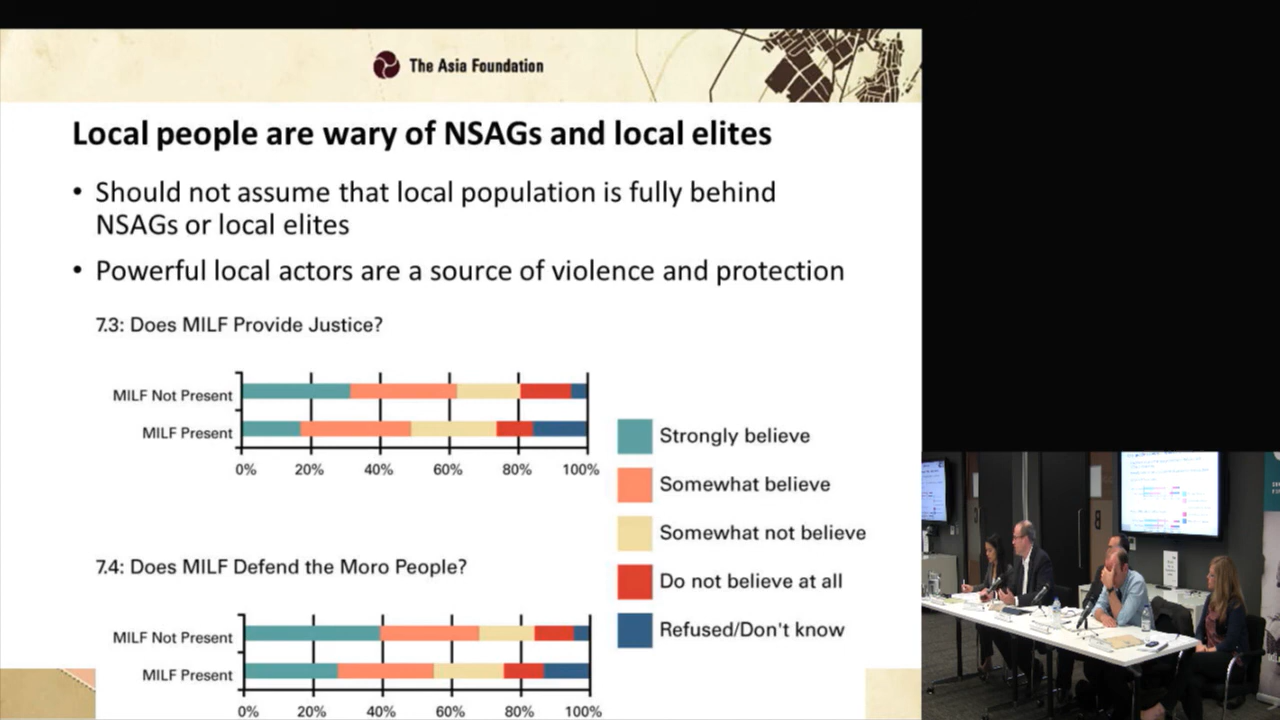 The Asia Foundation
Local people are wary of NSAGs and local elites
• Should not assume that local population is fully behind
NSAGs or local elites
• Powerful local actors are a source of violence and protection
7.3: Does MILF Provide Justice?
MILF Not Present
MILF Present
0% 20% 40% 60% 80% 100%
Strongly believe
Somewhat believe
Somewhat not believe
Do not believe at all
Refused/Don't know
7.4: Does MILF Defend the Moro People?
MILF Not Present
MILF Present
0% 20% 40% 60% 80% 100%